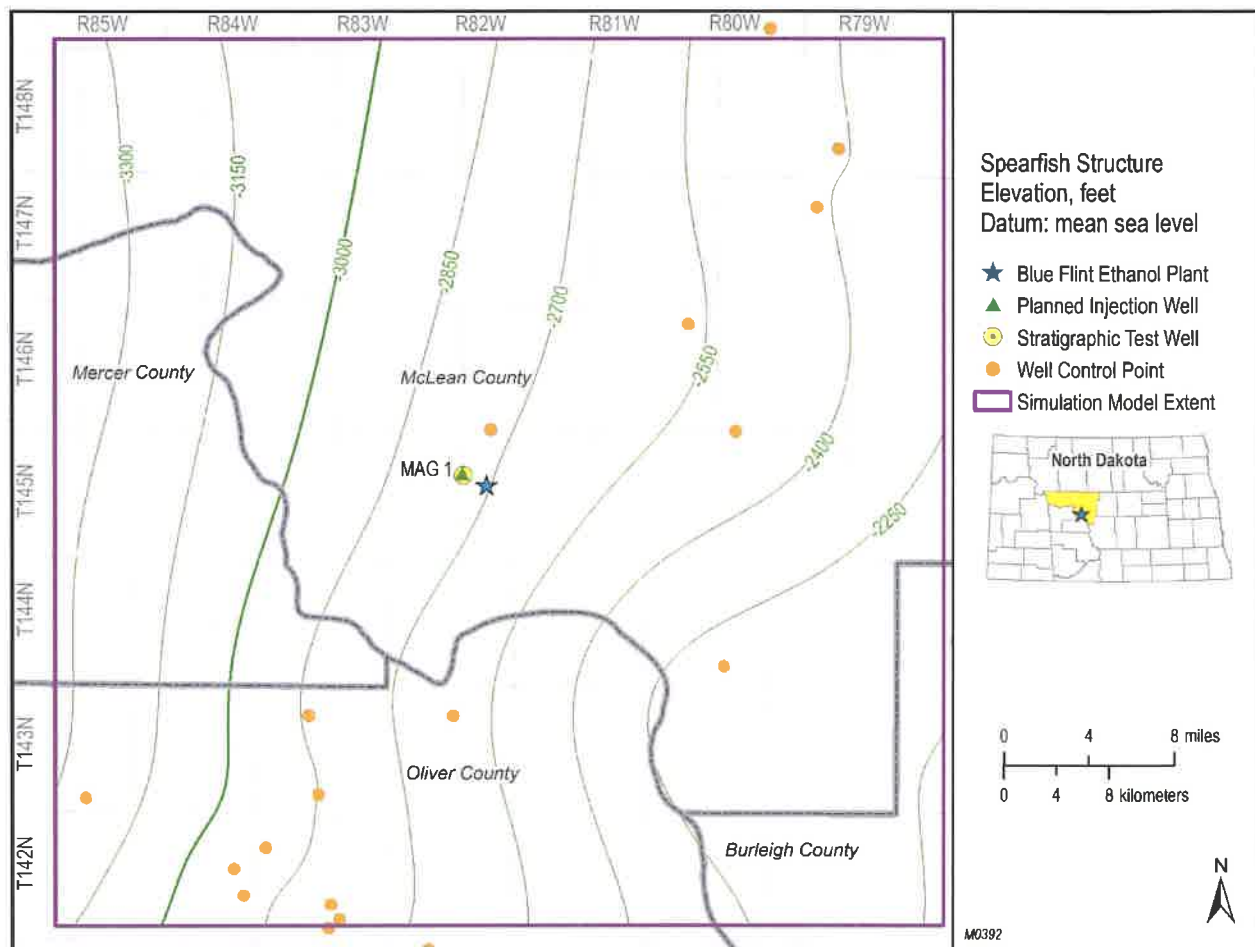 R85W R84W R83W R82W R81W R80W R79W
T148N
T147N
T146N
T145N
T144N
T143N
T142N
-3300
-3150
-3000
-2850
-2700
-2550
-2400
-2250
Mercer County
McLean County
MAG 1
Oliver County
Burleigh County
Spearfish Structure
Elevation, feet
Datum: mean sea level
Blue Flint Ethanol Plant
Planned Injection Well
Stratigraphic Test Well
Well Control Point
Simulation Model Extent
North Dakota
0 4 8 miles
0 4 8 kilometers
N
M0392